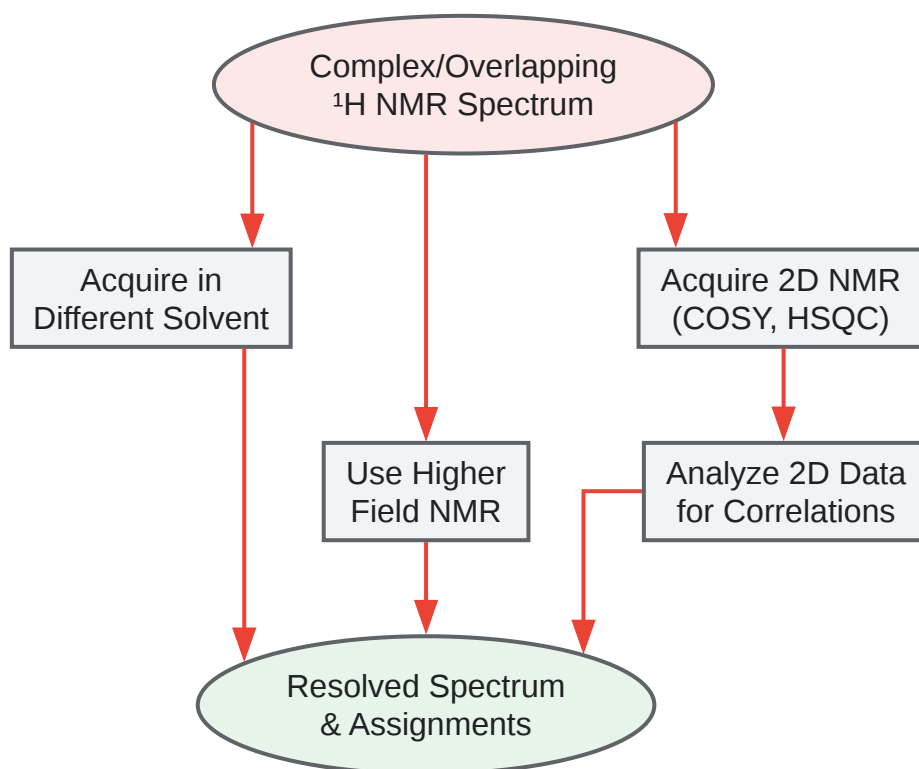 Complex/Overlapping
¹H NMR Spectrum
Acquire in
Different Solvent
Acquire 2D NMR
(COSY, HSQC)
Use Higher
Field NMR
Analyze 2D Data
for Correlations
Resolved Spectrum
& Assignments